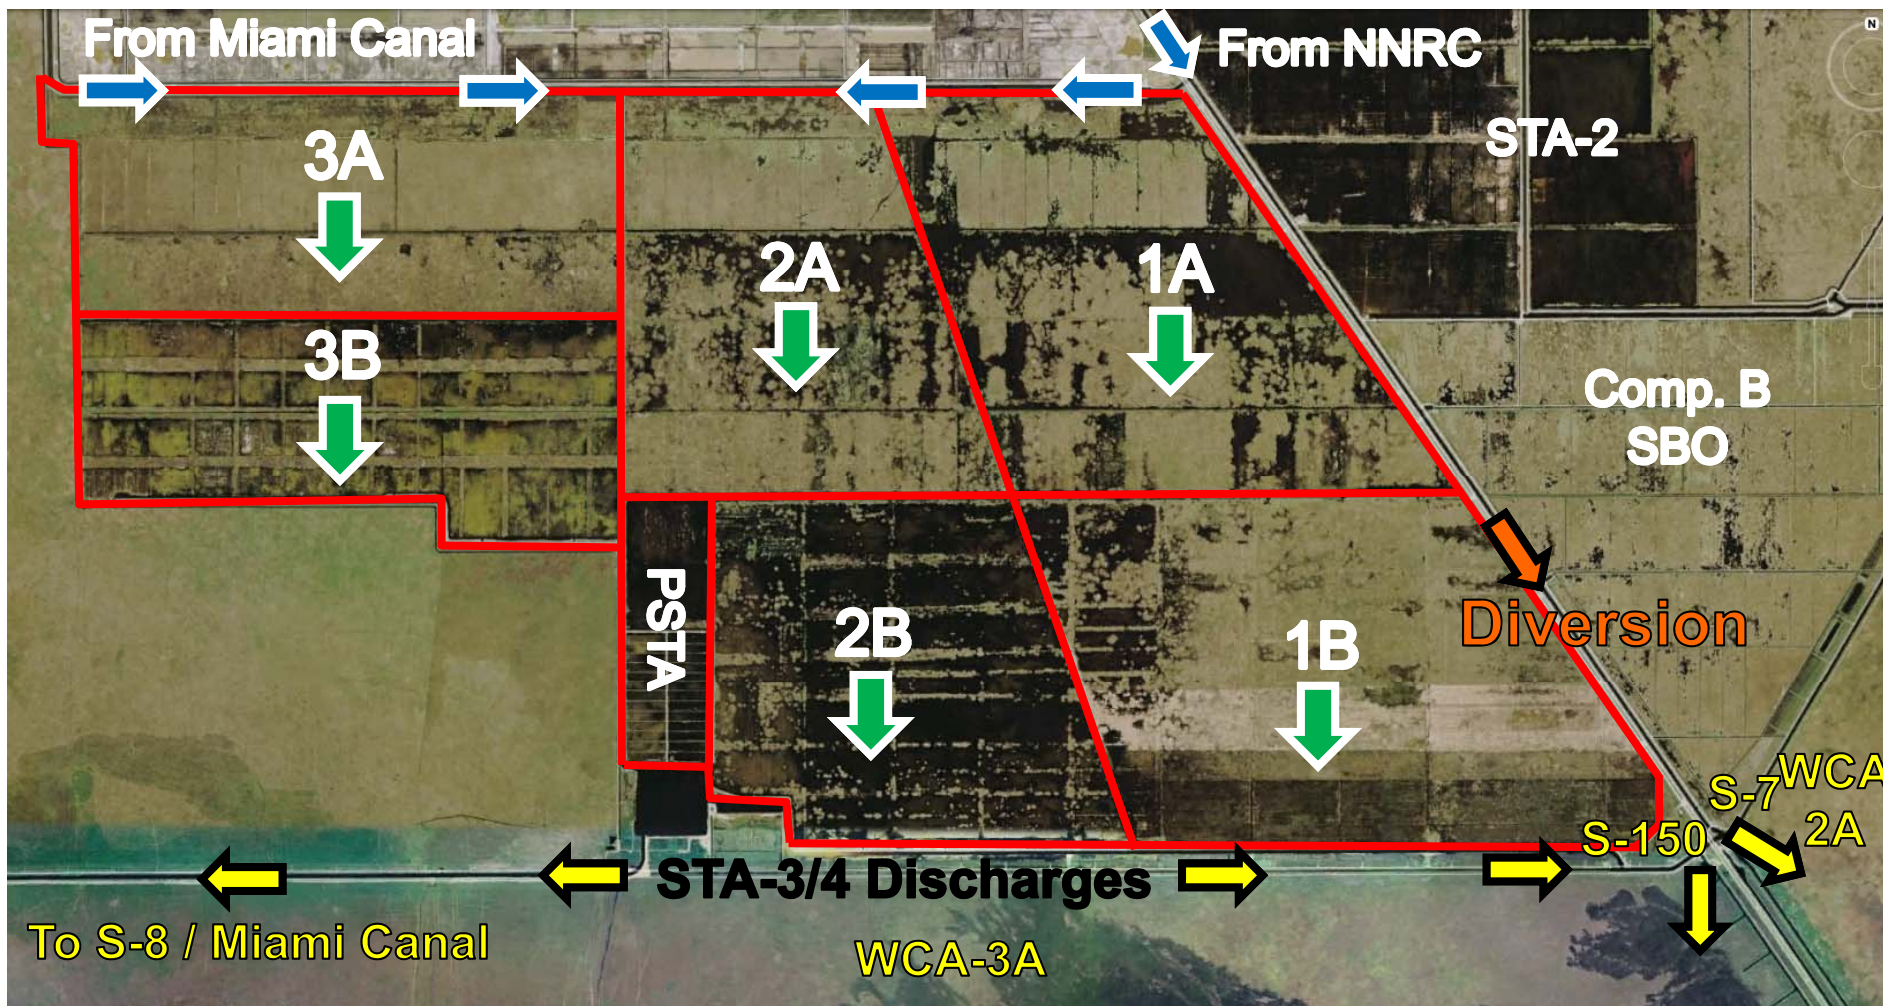 From Miami Canal
From NNRC
N
STA-2
3A
2A
1A
3B
Comp. B
SBO
PSTA
2B
1B
Diversion
S-7
WCA
2A
S-150
STA-3/4 Discharges
To S-8 / Miami Canal
WCA-3A